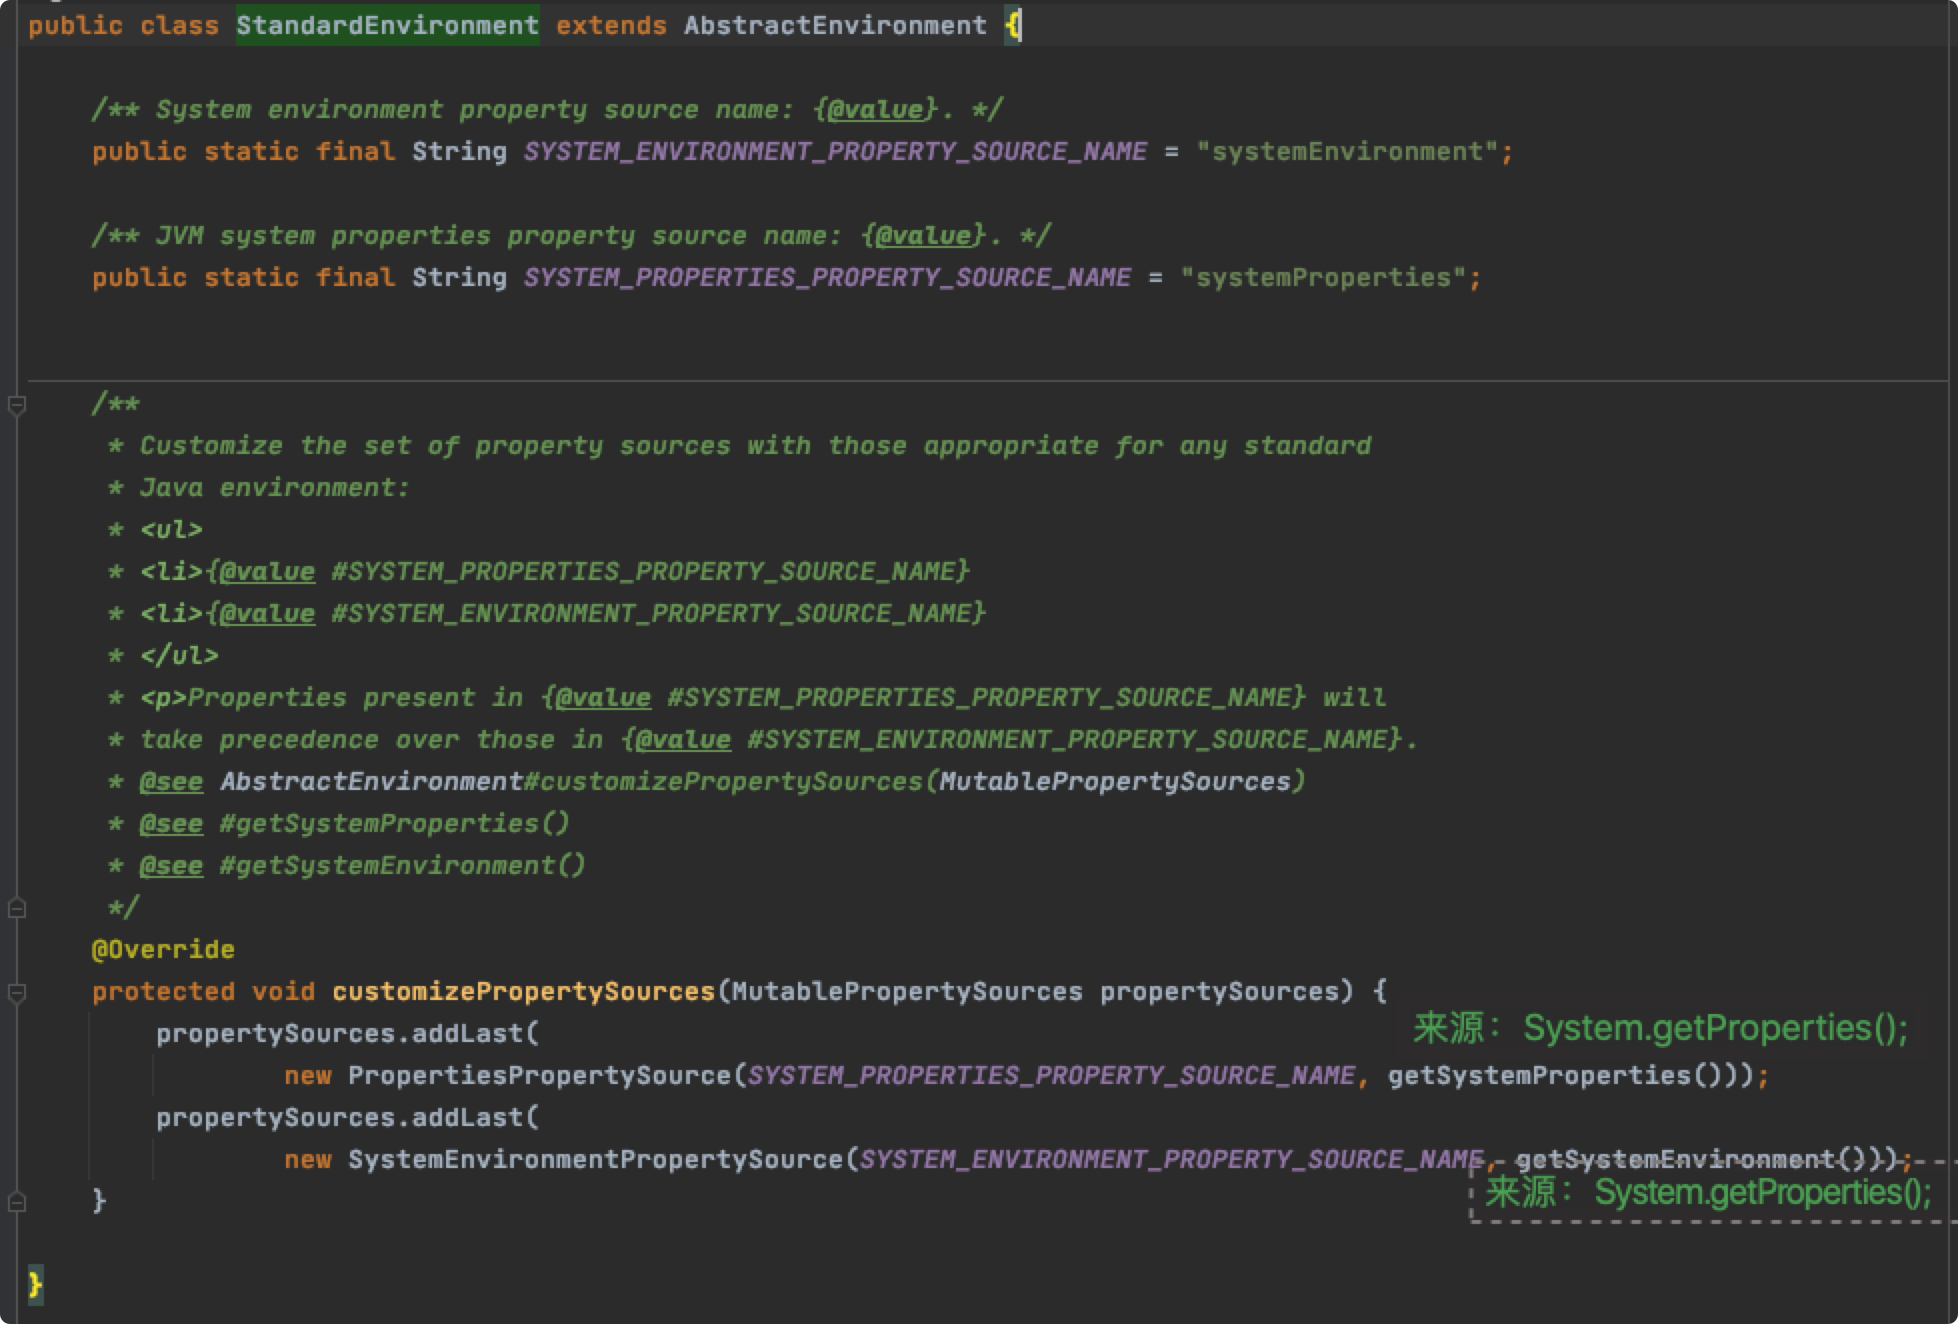 public class StandardEnvironment extends AbstractEnvironment {
/** System environment property source name: {@value}. */
public static final String SYSTEM_ENVIRONMENT_PROPERTY_SOURCE_NAME = "systemEnvironment";
/** JVM system properties property source name: {@value}. */
public static final String SYSTEM_PROPERTIES_PROPERTY_SOURCE_NAME = "systemProperties";
/**
* Customize the set of property sources with those appropriate for any standard
* Java environment:
* <ul>
* <li>{@value #SYSTEM_PROPERTIES_PROPERTY_SOURCE_NAME}
* <li>{@value #SYSTEM_ENVIRONMENT_PROPERTY_SOURCE_NAME}
* </ul>
* <p>Properties present in {@value #SYSTEM_PROPERTIES_PROPERTY_SOURCE_NAME} will
* take precedence over those in {@value #SYSTEM_ENVIRONMENT_PROPERTY_SOURCE_NAME}.
* @see AbstractEnvironment#customizePropertySources(MutablePropertySources)
* @see #getSystemProperties()
* @see #getSystemEnvironment()
*/
@Override
protected void customizePropertySources(MutablePropertySources propertySources) {
propertySources.addLast(
来源：System.getProperties();
new PropertiesPropertySource(SYSTEM_PROPERTIES_PROPERTY_SOURCE_NAME, getSystemProperties()));
propertySources.addLast(
new SystemEnvironmentPropertySource(SYSTEM_ENVIRONMENT_PROPERTY_SOURCE_NAME, getSystemEnvironment()));
来源：System.getProperties();
}
}